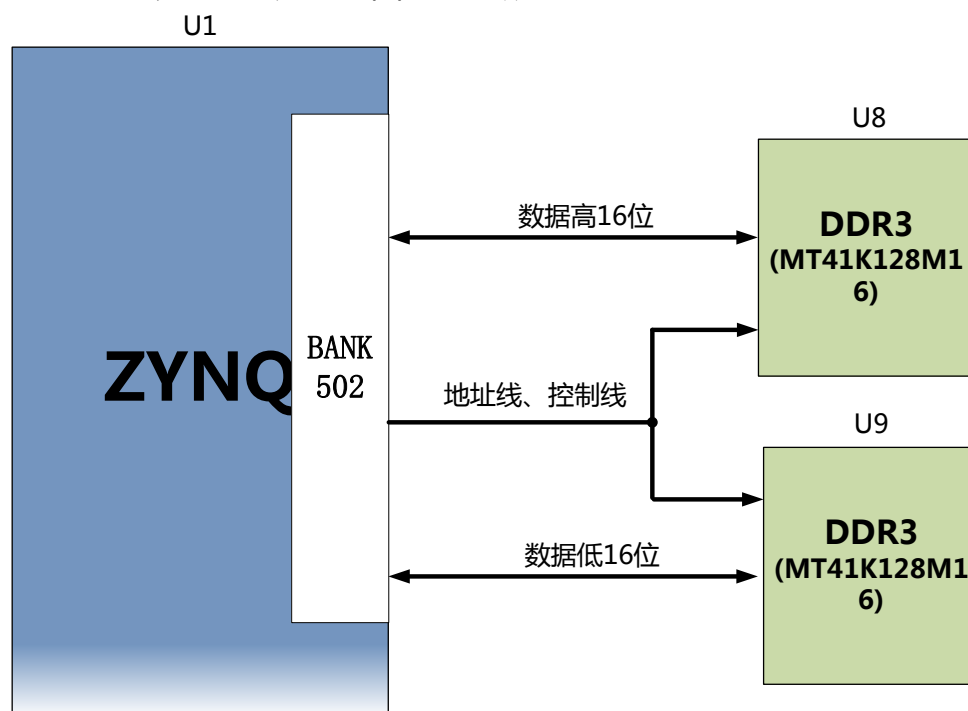 U1
ZYNQ
BANK
502
数据高16位
地址线、控制线
数据低16位
U8
DDR3
(MT41K128M1
6)
U9
DDR3
(MT41K128M1
6)